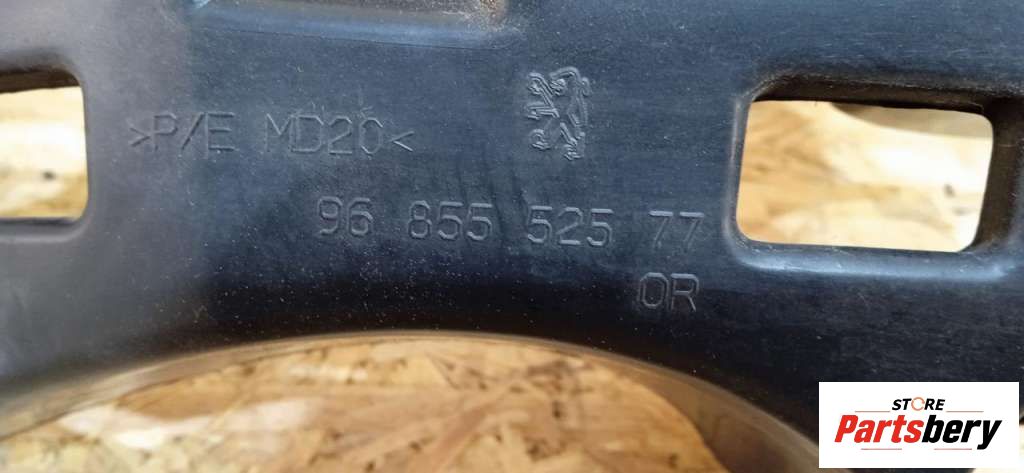 >P/E MD20<
96 855 525 77
OR
STORE
Partsbery